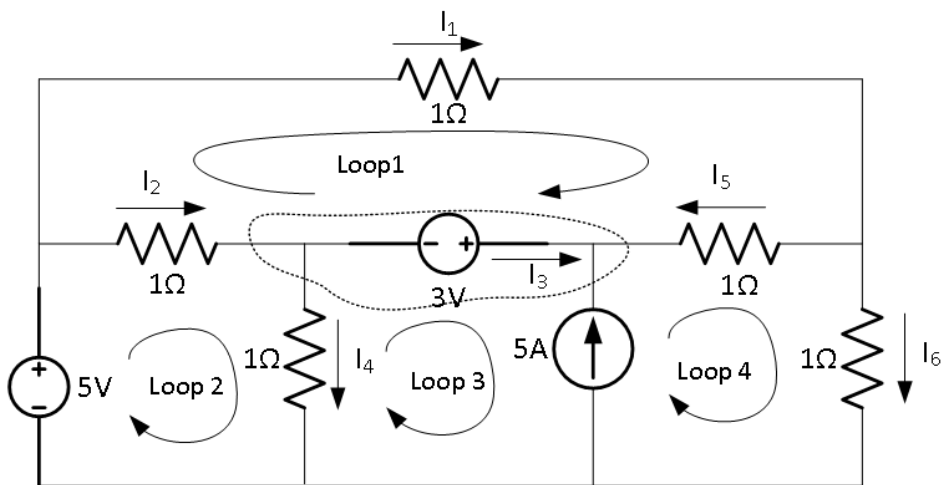 I₁
1Ω
Loop1
I₂
I₅
1Ω
3V
I₃
1Ω
5V
Loop 2
1Ω
I₄
Loop 3
5A
Loop 4
1Ω
I₆